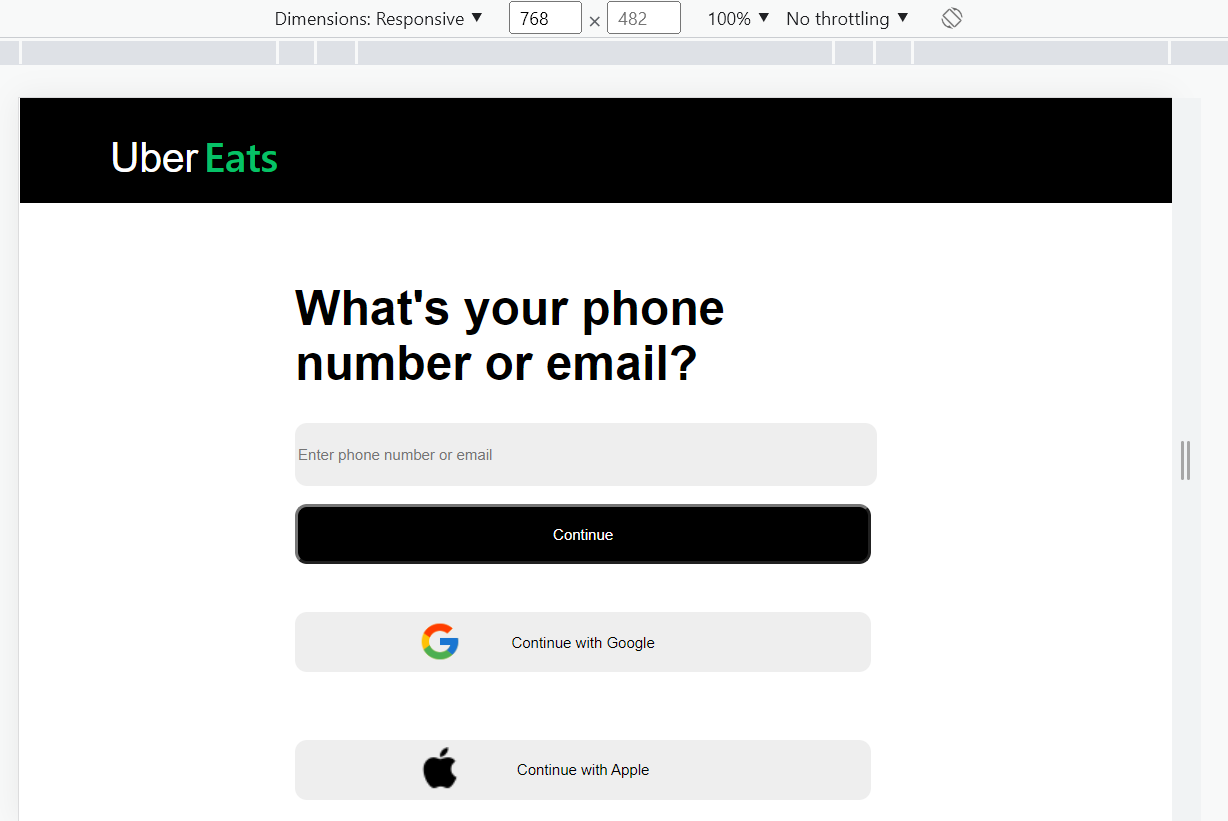 Dimensions: Responsive ▼ 768 × 482 100% ▼ No throttling ▼
Uber Eats
What's your phone
number or email?
Enter phone number or email
Continue
Continue with Google
Continue with Apple